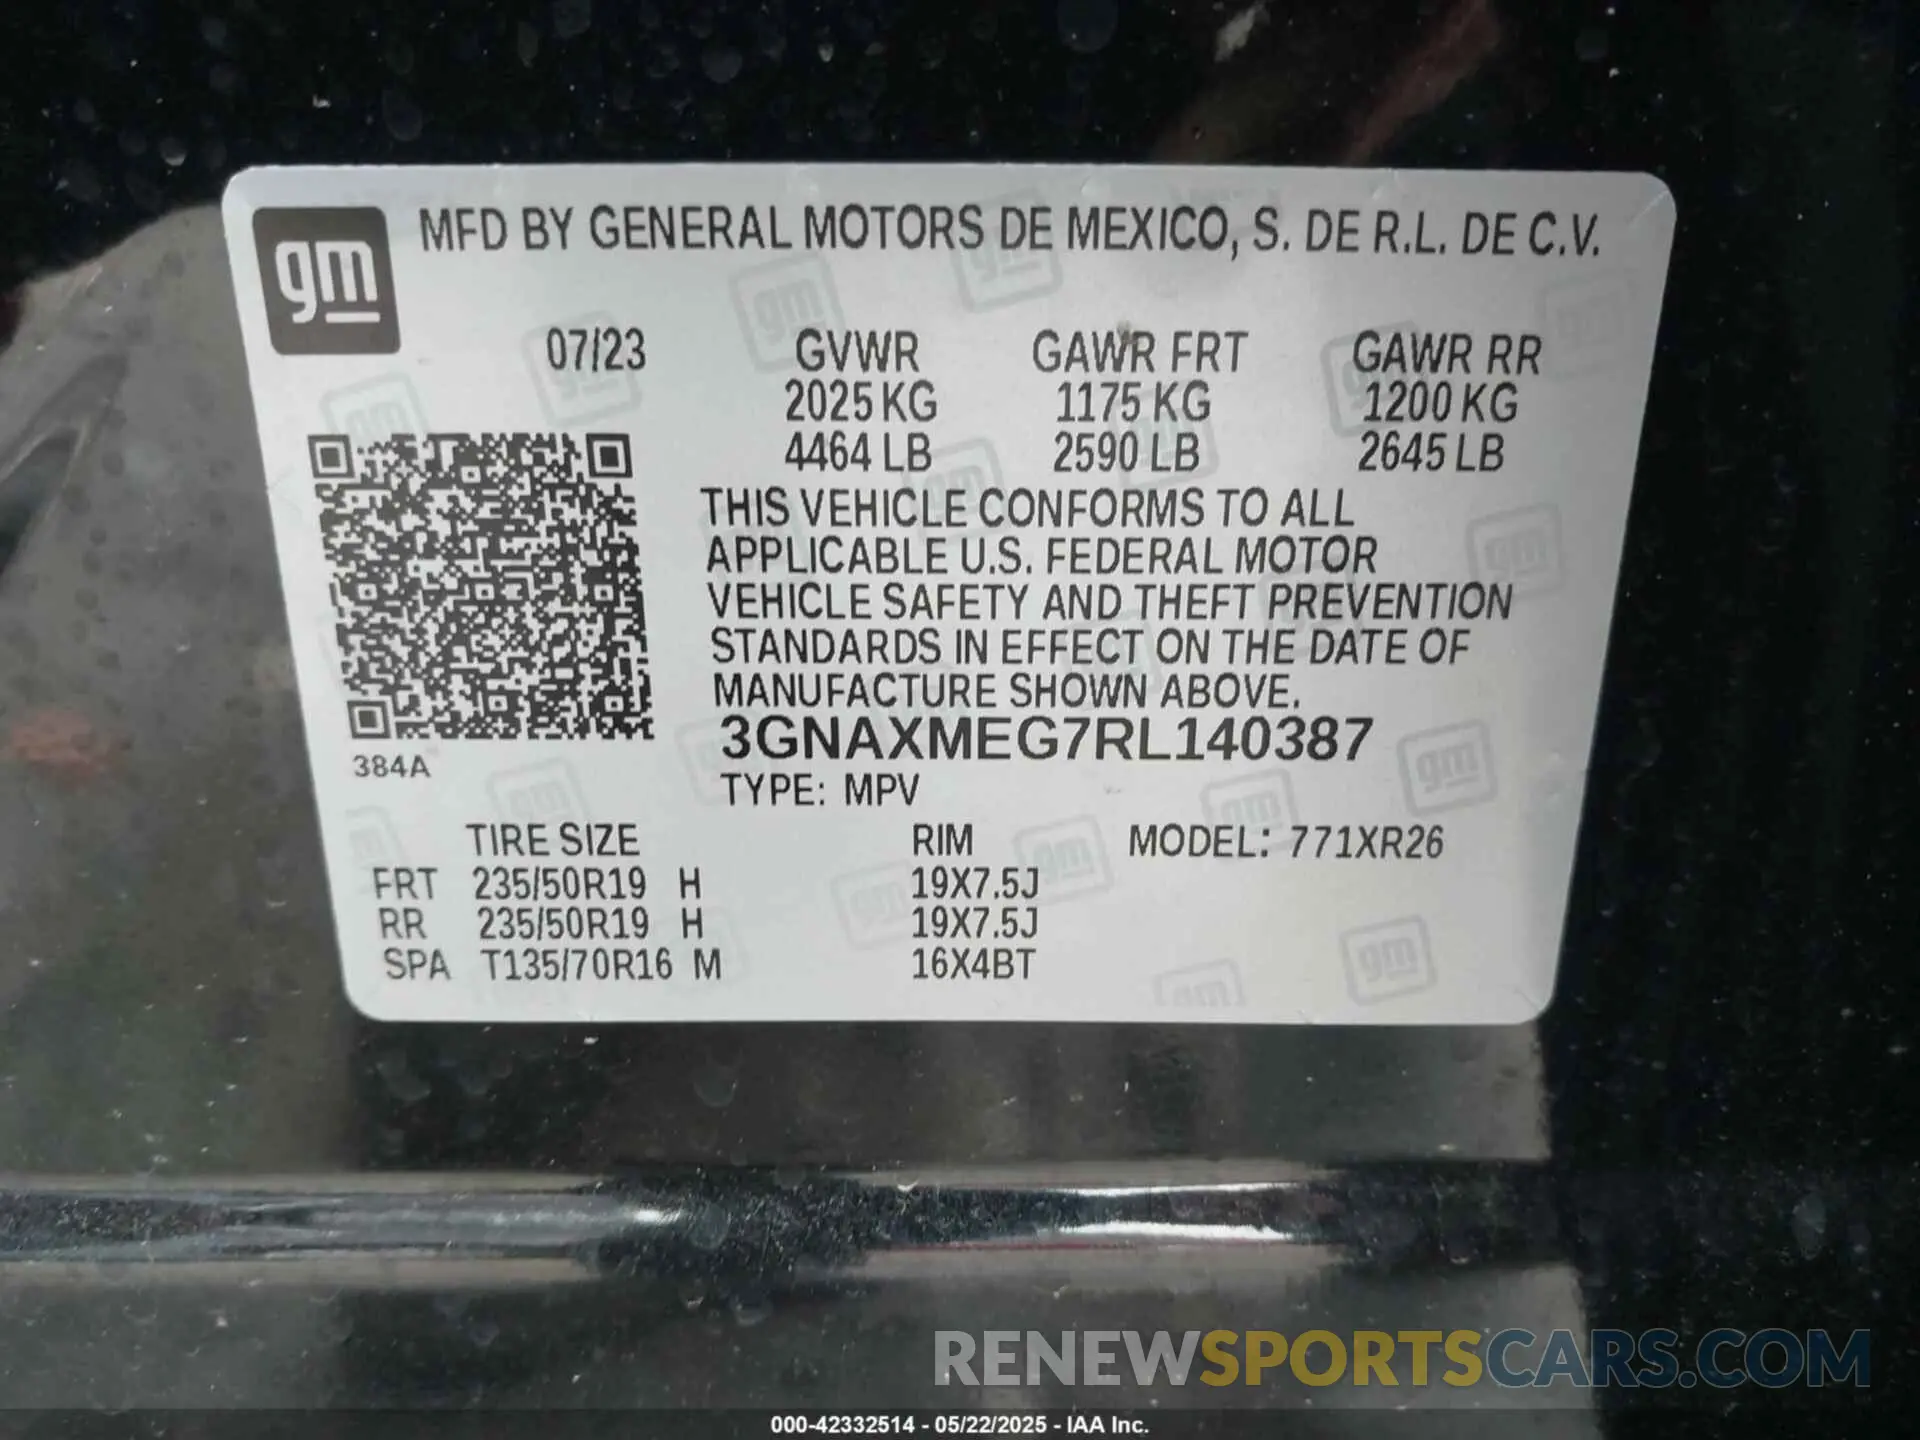 gm
MFD BY GENERAL MOTORS DE MEXICO, S. DE R.L. DE C.V.
07/23 GVWR GAWR FRT GAWR RR
2025 KG 1175 KG 1200 KG
4464 LB 2590 LB 2645 LB
THIS VEHICLE CONFORMS TO ALL
APPLICABLE U.S. FEDERAL MOTOR
VEHICLE SAFETY AND THEFT PREVENTION
STANDARDS IN EFFECT ON THE DATE OF
MANUFACTURE SHOWN ABOVE.
3GNAXMEG7RL140387
384A
TYPE: MPV
TIRE SIZE RIM MODEL: 771XR26
FRT 235/50R19 H 19X7.5J
RR 235/50R19 H 19X7.5J
SPA T135/70R16 M 16X4BT
RENEWSPORTSCARS.COM
000-42332514 - 05/22/2025 - IAA Inc.